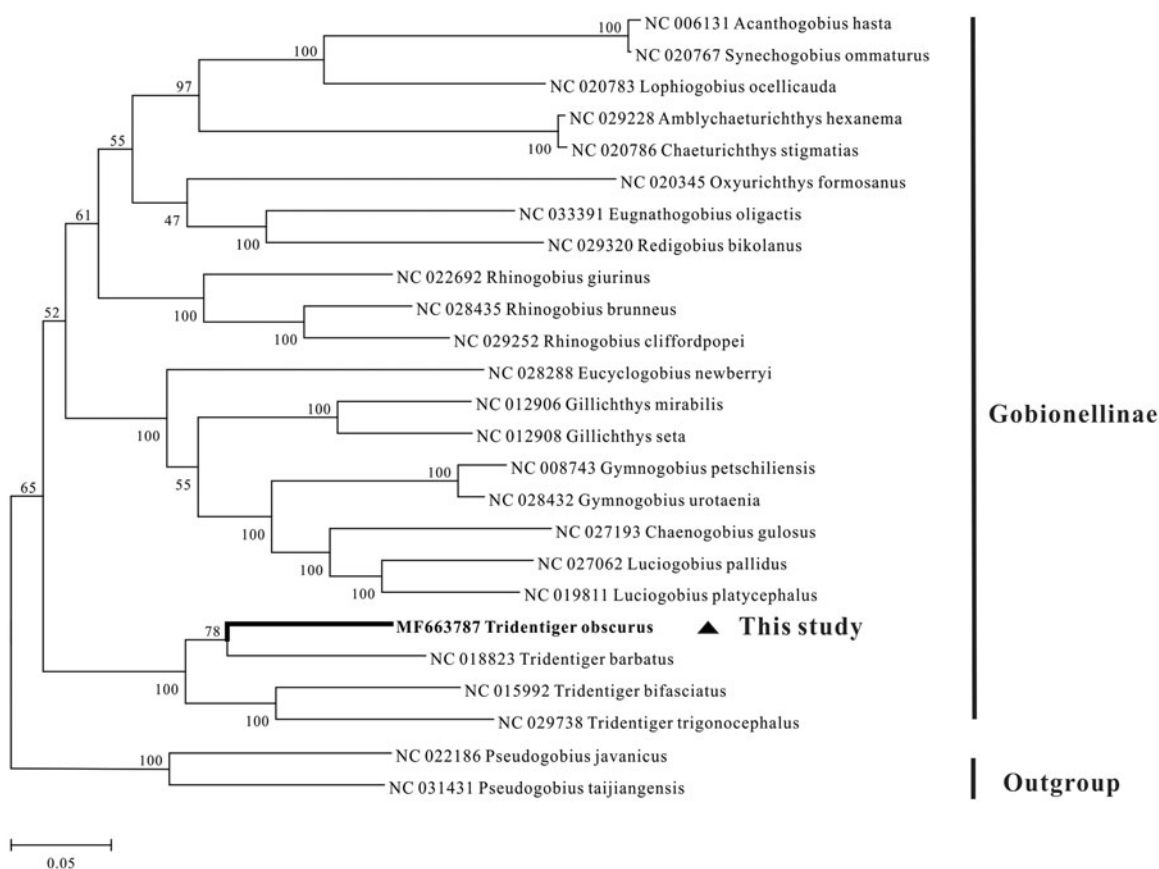 100
NC 006131 Acanthogobius hasta
NC 020767 Synechogobius ommaturus
100
NC 020783 Lophiogobius ocellicauda
97
NC 029228 Amblychaeturichthys hexanema
100
NC 020786 Chaeturichthys stigmatias
55
NC 020345 Oxyurichthys formosanus
47
NC 033391 Eugnathogobius oligactis
100
NC 029320 Redigobius bikolanus
61
NC 022692 Rhinogobius giurinus
100
NC 028435 Rhinogobius brunneus
100
NC 029252 Rhinogobius cliffordpopei
52
NC 028288 Eucyclogobius newberryi
100
NC 012906 Gillichthys mirabilis
100
NC 012908 Gillichthys seta
55
NC 008743 Gymnogobius petschiliensis
100
NC 028432 Gymnogobius urotaenia
100
NC 027193 Chaenogobius gulosus
100
NC 027062 Luciogobius pallidus
100
NC 019811 Luciogobius platycephalus
65
MF663787 Tridentiger obscurus
This study
78
NC 018823 Tridentiger barbatus
100
NC 015992 Tridentiger bifasciatus
100
NC 029738 Tridentiger trigonocephalus
Gobionellinae
NC 022186 Pseudogobius javanicus
100
NC 031431 Pseudogobius taijiangensis
Outgroup
0.05